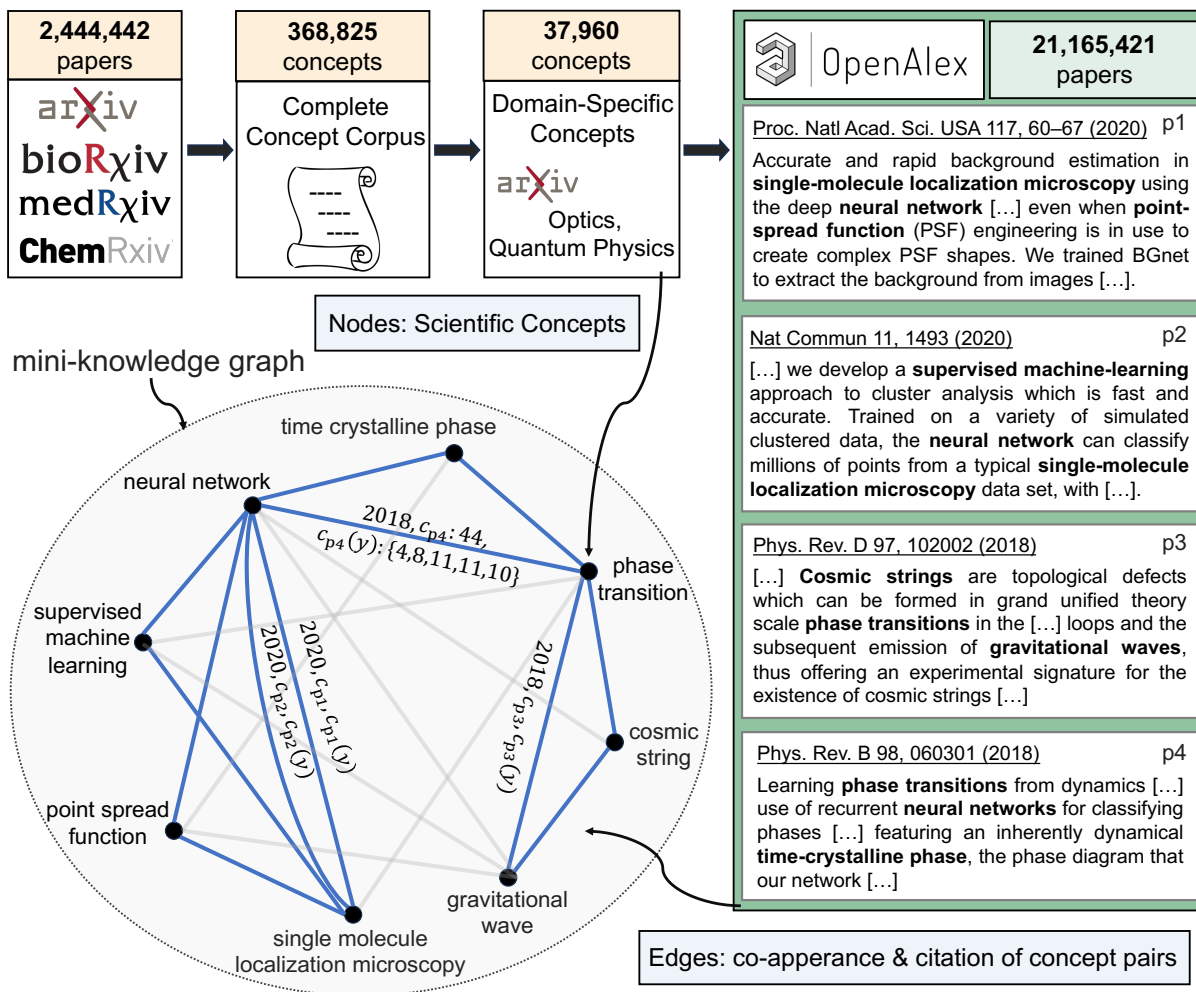 2,444,442
papers
arXiv
bioRχiv
medRχiv
ChemRxiv
368,825
concepts
Complete
Concept Corpus
37,960
concepts
Domain-Specific
Concepts
arXiv
Optics,
Quantum Physics
OpenAlex
21,165,421
papers
Proc. Natl Acad. Sci. USA 117, 60–67 (2020) p1
Accurate and rapid background estimation in
single-molecule localization microscopy using
the deep neural network […] even when point-
spread function (PSF) engineering is in use to
create complex PSF shapes. We trained BGnet
to extract the background from images […].
Nat Commun 11, 1493 (2020) p2
[…] we develop a supervised machine-learning
approach to cluster analysis which is fast and
accurate. Trained on a variety of simulated
clustered data, the neural network can classify
millions of points from a typical single-molecule
localization microscopy data set, with […].
Phys. Rev. D 97, 102002 (2018) p3
[…] Cosmic strings are topological defects
which can be formed in grand unified theory
scale phase transitions in the […] loops and the
subsequent emission of gravitational waves,
thus offering an experimental signature for the
existence of cosmic strings […]
Phys. Rev. B 98, 060301 (2018) p4
Learning phase transitions from dynamics […]
use of recurrent neural networks for classifying
phases […] featuring an inherently dynamical
time-crystalline phase, the phase diagram that
our network […]
Nodes: Scientific Concepts
mini-knowledge graph
time crystalline phase
neural network
2018, c_p4: 44,
c_p4(y): {4,8,11,11,10}
phase
transition
supervised
machine
learning
2020, c_p1, c_p1(y)
2020, c_p2, c_p2(y)
2018, c_p3, c_p3(y)
cosmic
string
point spread
function
gravitational
wave
single molecule
localization microscopy
Edges: co-apperance & citation of concept pairs